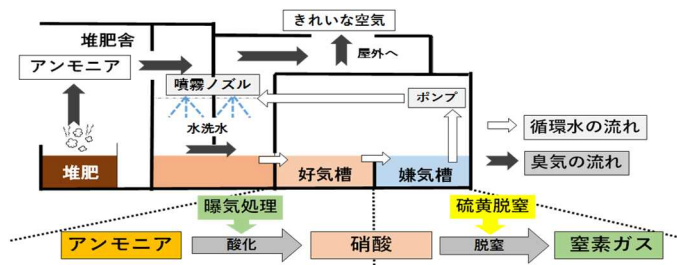 きれいな空気
堆肥舎
屋外へ
アンモニア
噴霧ノズル
ポンプ
水洗水
循環水の流れ
臭気の流れ
堆肥
好気槽
嫌気槽
曝気処理
硫黄脱窒
アンモニア
酸化
硝酸
脱窒
窒素ガス